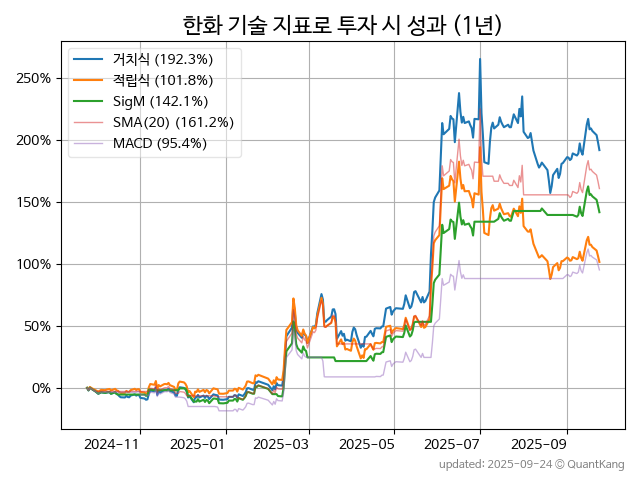 한화 기술 지표로 투자 시 성과 (1년)
거치식 (192.3%)
적립식 (101.8%)
SigM (142.1%)
SMA(20) (161.2%)
MACD (95.4%)
250%
200%
150%
100%
50%
0%
2024-11
2025-01
2025-03
2025-05
2025-07
2025-09
updated: 2025-09-24 © QuantKang